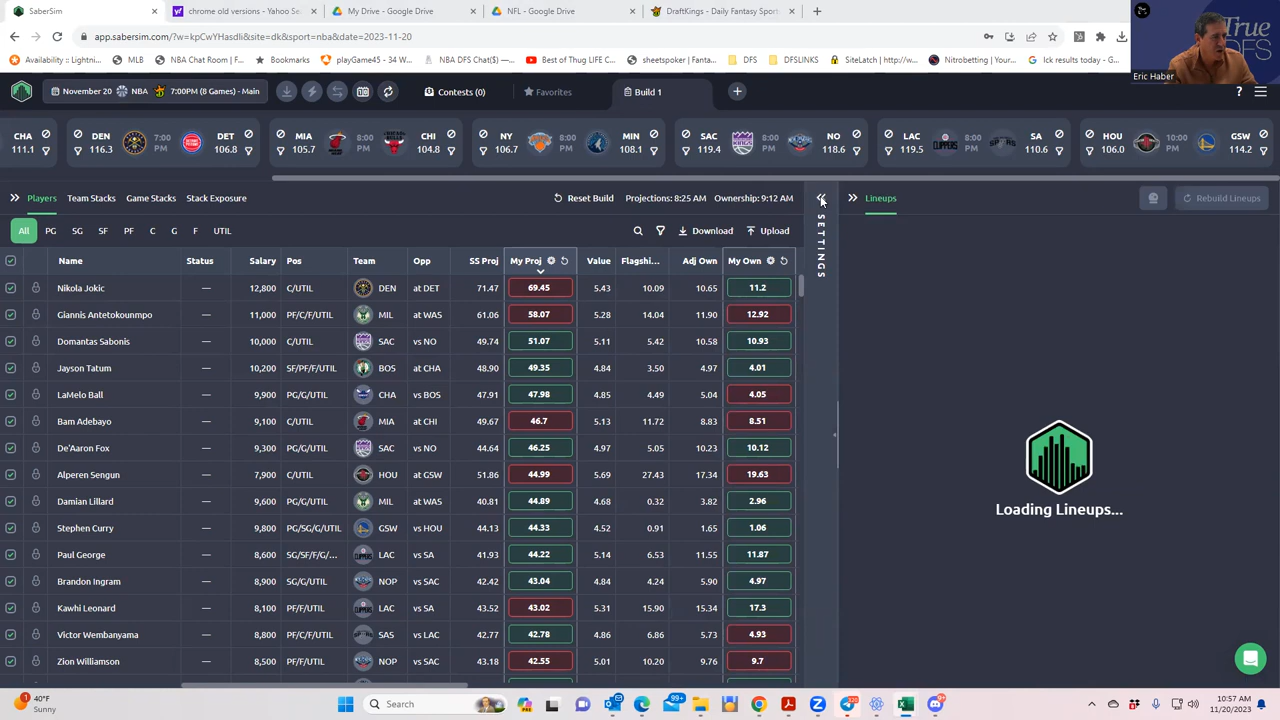 SaberSim
chrome old versions - Yahoo Se
My Drive - Google Drive
NFL - Google Drive
DraftKings - Daily Fantasy Sport
app.sabersim.com/?w=kpCwYHasdli&site=dk&sport=nba&date=2023-11-20
Availability :: Lightni...
MLB
NBA Chat Room | F...
Basketball
playGame45 - 34 W...
NBA DFS Chat($) -...
Best of Thug LIFE C...
sheetspoker | Fanta...
DFS
DFSLINKS
SiteLatch | http://w...
Nitrobetting | Your...
Ick results today - G...
True
DFS
Eric Haber
November 20 NBA 7:00PM (8 Games) - Main
Contests (0)
Favorites
Build 1
CHA 111.1
DEN 116.3 7:00 PM DET 106.8
MIA 105.7 8:00 PM CHI 104.8
NY 106.7 8:00 PM MIN 108.1
SAC 119.4 8:00 PM NO 118.6
LAC 119.5 8:00 PM SA 110.6
HOU 106.0 10:00 PM GSW 114.2
Players Team Stacks Game Stacks Stack Exposure
Reset Build Projections: 8:25 AM Ownership: 9:12 AM
SETTINGS
Lineups
Rebuild Lineups
All PG SG SF PF C G F UTIL
Download Upload
Name Status Salary Pos Team Opp SS Proj My Proj Value Flagshi... Adj Own My Own
Nikola Jokic — 12,800 C/UTIL DEN at DET 71.47 69.45 5.43 10.09 10.65 11.2
Giannis Antetokounmpo — 11,000 PF/C/F/UTIL MIL at WAS 61.06 58.07 5.28 14.04 11.90 12.92
Domantas Sabonis — 10,000 C/UTIL SAC vs NO 49.74 51.07 5.11 5.42 10.58 10.93
Jayson Tatum — 10,200 SF/PF/F/UTIL BOS at CHA 48.90 49.35 4.84 3.50 4.97 4.01
LaMelo Ball — 9,900 PG/G/UTIL CHA vs BOS 47.91 47.98 4.85 4.49 5.04 4.05
Bam Adebayo — 9,100 C/UTIL MIA at CHI 49.67 46.7 5.13 11.72 8.83 8.51
De'Aaron Fox — 8,900 PG/G/UTIL SAC vs NO 44.64 46.25 4.97 5.05 10.23 10.12
Alperen Sengun — 7,900 C/UTIL HOU at GSW 51.86 44.99 5.69 27.43 17.34 19.63
Damian Lillard — 9,600 PG/G/UTIL MIL at WAS 40.81 44.89 4.68 0.32 3.82 2.96
Stephen Curry — 9,800 PG/SG/G/UTIL GSW vs HOU 44.13 44.33 4.52 0.91 1.65 1.06
Paul George — 8,600 SG/SF/F/G/... LAC vs SA 41.93 44.22 5.14 6.53 11.55 11.87
Brandon Ingram — 8,900 SG/G/UTIL NOP vs SAC 42.42 43.04 4.84 4.24 5.90 4.97
Kawhi Leonard — 8,100 PF/F/UTIL LAC vs SA 43.52 43.02 5.31 15.90 15.34 17.3
Victor Wembanyama — 8,800 PF/C/F/UTIL SAS vs LAC 42.77 42.78 4.86 6.86 5.73 4.93
Zion Williamson — 8,500 PF/F/UTIL NOP vs SAC 43.18 42.55 5.01 10.20 9.76 9.7
Loading Lineups...
40°F
Sunny
Search
99+
10:57 AM
11/20/2023